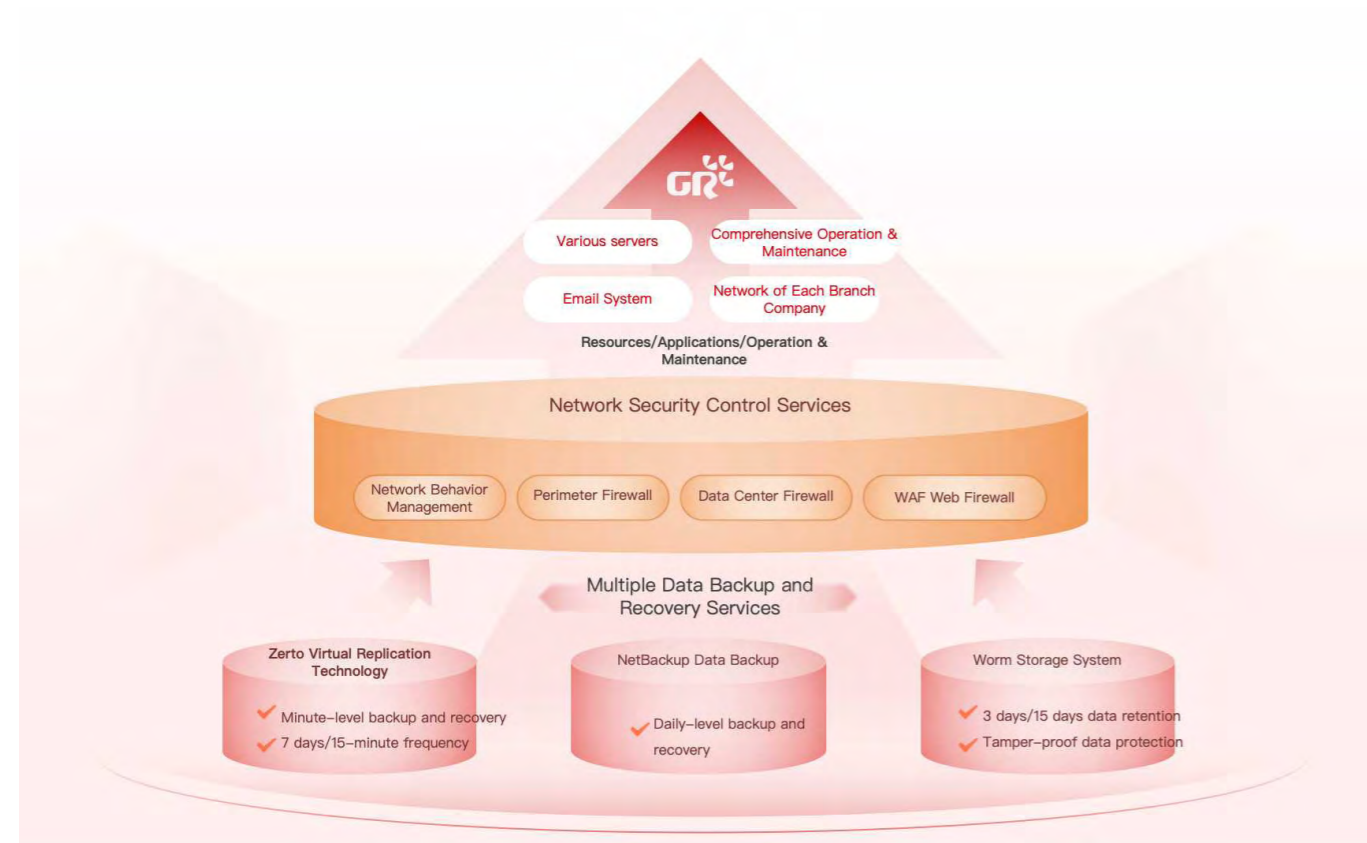 GR
Various servers
Comprehensive Operation &
Maintenance
Email System
Network of Each Branch
Company
Resources/Applications/Operation &
Maintenance
Network Security Control Services
Network Behavior
Management
Perimeter Firewall
Data Center Firewall
WAF Web Firewall
Multiple Data Backup and
Recovery Services
Zerto Virtual Replication
Technology
Minute-level backup and recovery
7 days/15-minute frequency
NetBackup Data Backup
Daily-level backup and
recovery
Worm Storage System
3 days/15 days data retention
Tamper-proof data protection